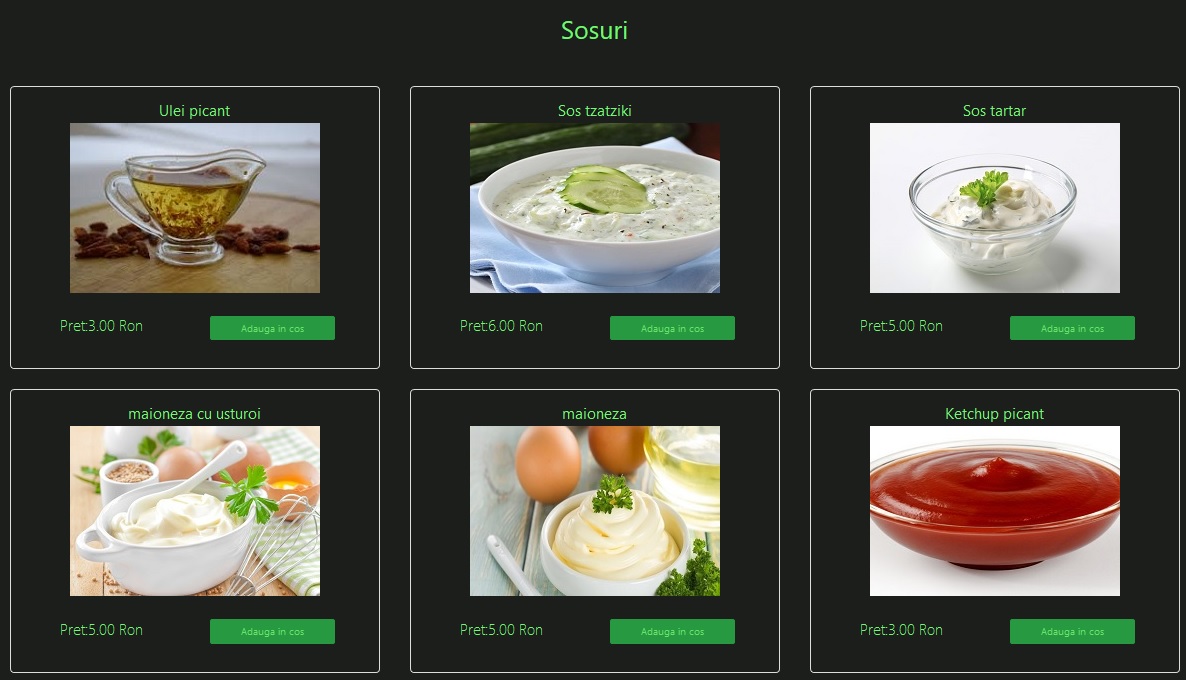 Sosuri
Ulei picant
Sos tzatziki
Sos tartar
Pret:3.00 Ron
Adauga in cos
Pret:6.00 Ron
Adauga in cos
Pret:5.00 Ron
Adauga in cos
maioneza cu usturoi
maioneza
Ketchup picant
Pret:5.00 Ron
Adauga in cos
Pret:5.00 Ron
Adauga in cos
Pret:3.00 Ron
Adauga in cos